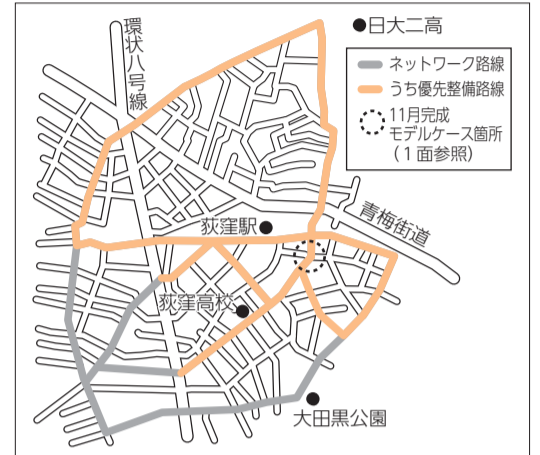 環状八号線
日大二高
ネットワーク路線
うち優先整備路線
11月完成
モデルケース箇所
(1面参照)
青梅街道
荻窪駅
荻窪高校
大田黒公園